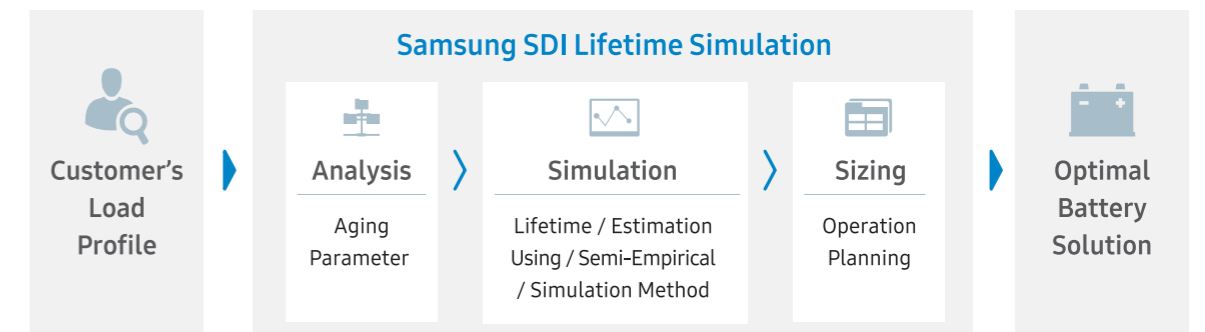 Customer's
Load
Profile
Samsung SDI Lifetime Simulation
Analysis
Aging
Parameter
Simulation
Lifetime / Estimation
Using / Semi-Empirical
/ Simulation Method
Sizing
Operation
Planning
Optimal
Battery
Solution